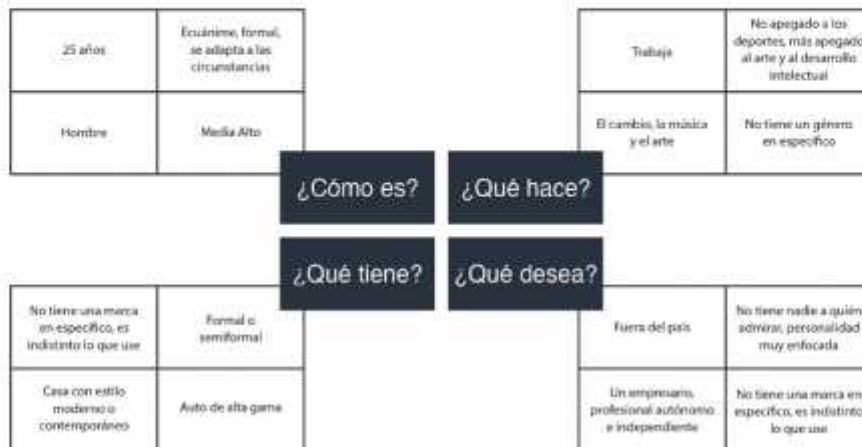 25 años
Ecuánime, formal,
se adapta a las
circunstancias
Hombre
Media Alto
Trabaja
No apegado a los
deportes, más apegado
al arte y al desarrollo
intelectual
El cambio, la música
y el arte
No tiene un género
en específico
¿Cómo es?
¿Qué hace?
¿Qué tiene?
¿Qué desea?
No tiene una marca
en específico, es
indistinto lo que use
Formal o
semiformal
Casa con estilo
moderno o
contemporáneo
Auto de alta gama
Fuera del país
No tiene nadie a quién
admirar, personalidad
muy enfocada
Un empresario,
profesional autónomo
e independiente
No tiene una marca en
específico, es indistinto
lo que use